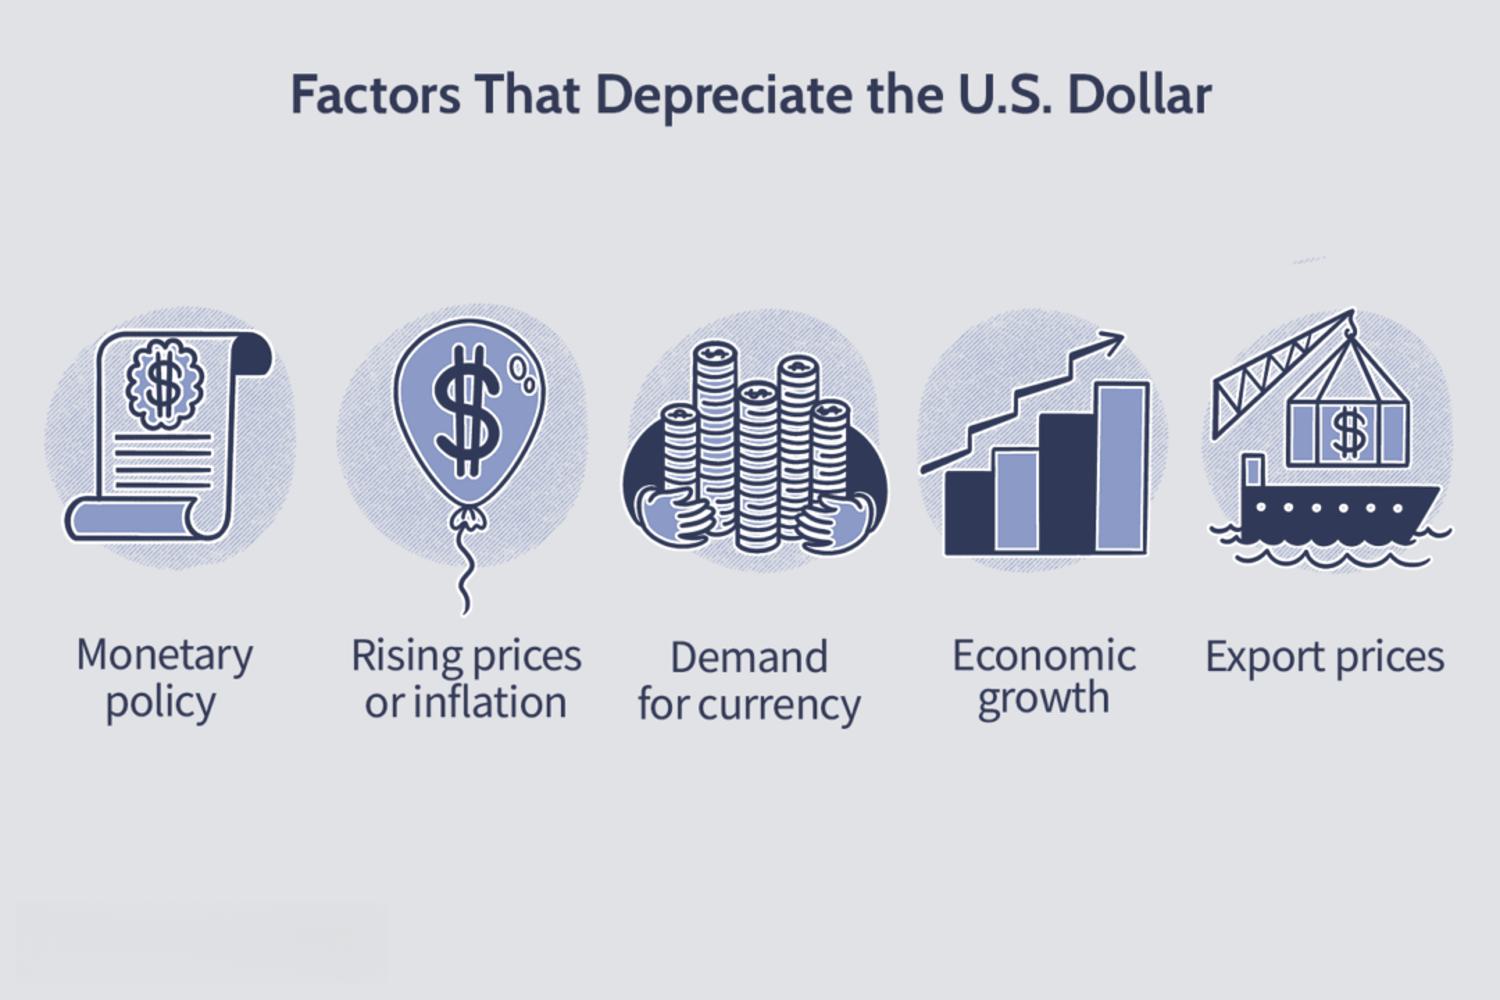 Factors That Depreciate the U.S. Dollar
Monetary
policy
Rising prices
or inflation
Demand
for currency
Economic
growth
Export prices